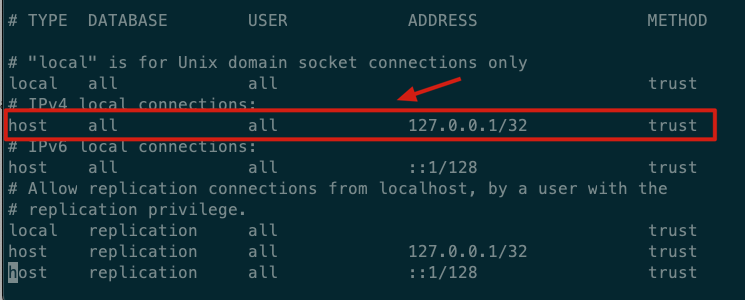 # TYPE  DATABASE        USER            ADDRESS                 METHOD
# "local" is for Unix domain socket connections only
local   all             all                                     trust
# IPv4 local connections:
host    all             all             127.0.0.1/32            trust
# IPv6 local connections:
host    all             all             ::1/128                 trust
# Allow replication connections from localhost, by a user with the
# replication privilege.
local   replication     all                                     trust
host    replication     all             127.0.0.1/32            trust
host    replication     all             ::1/128                 trust